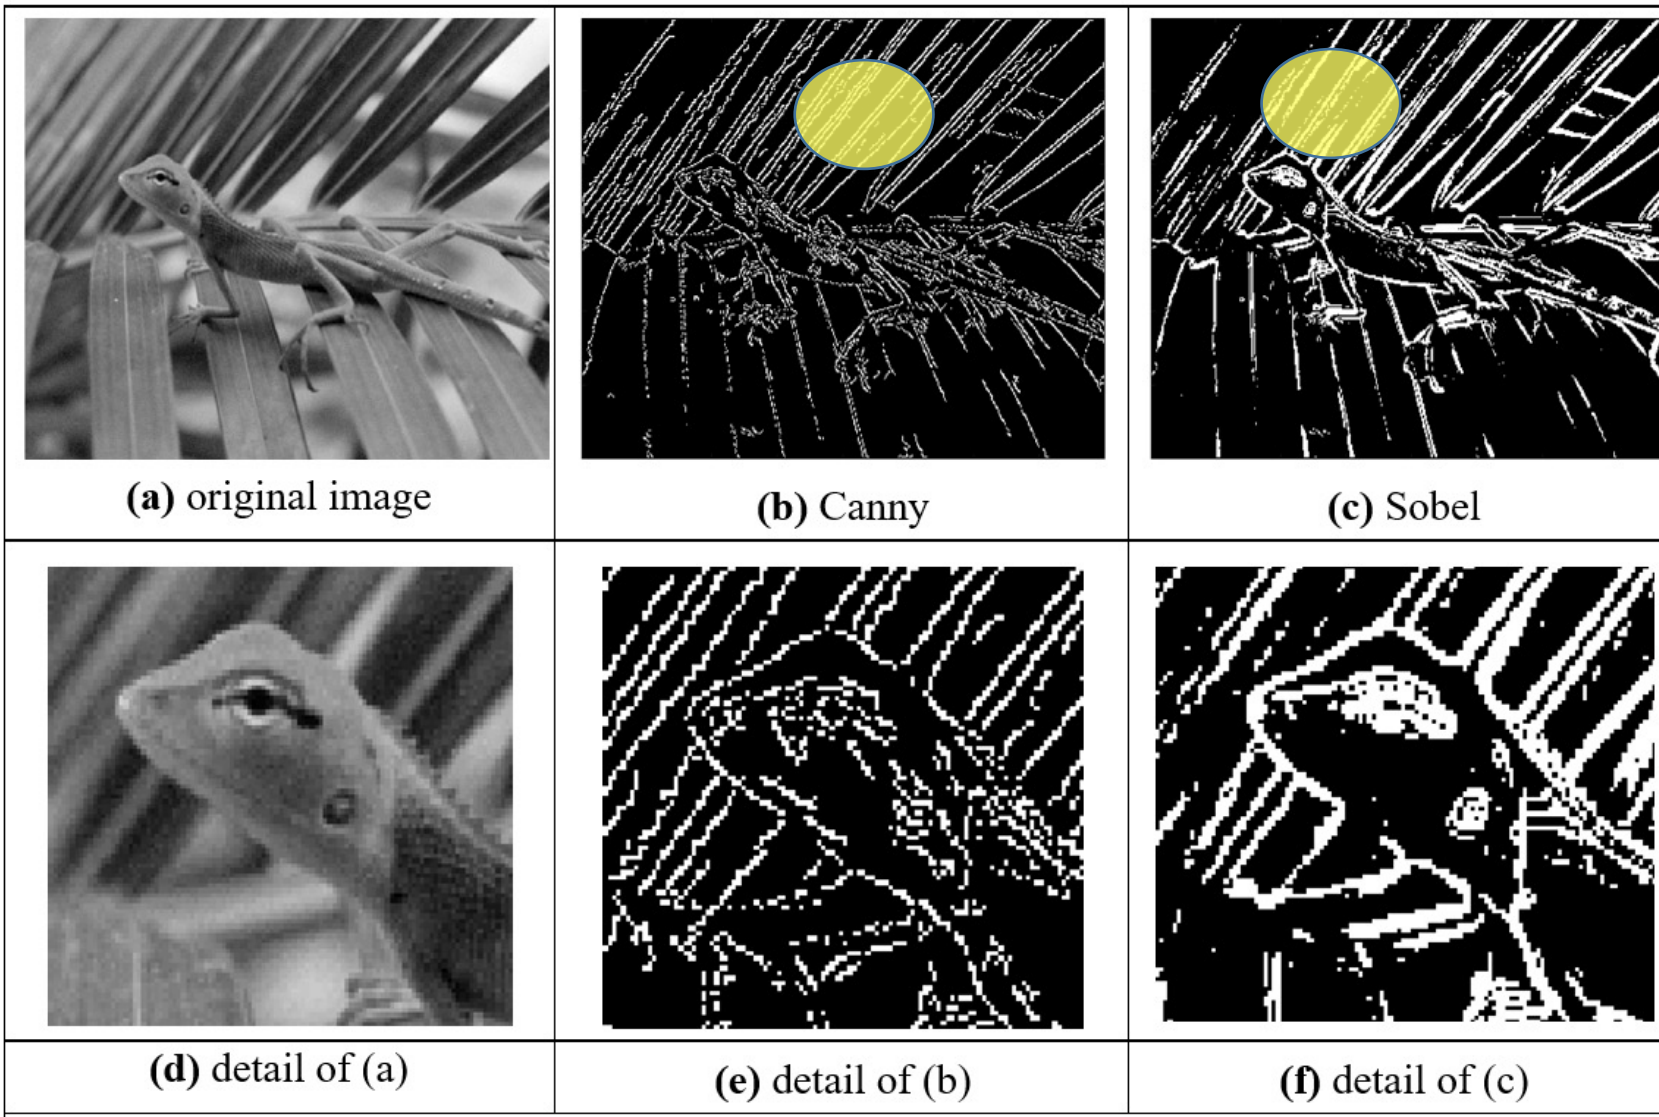 (a) original image
(b) Canny
(c) Sobel
(d) detail of (a)
(e) detail of (b)
(f) detail of (c)